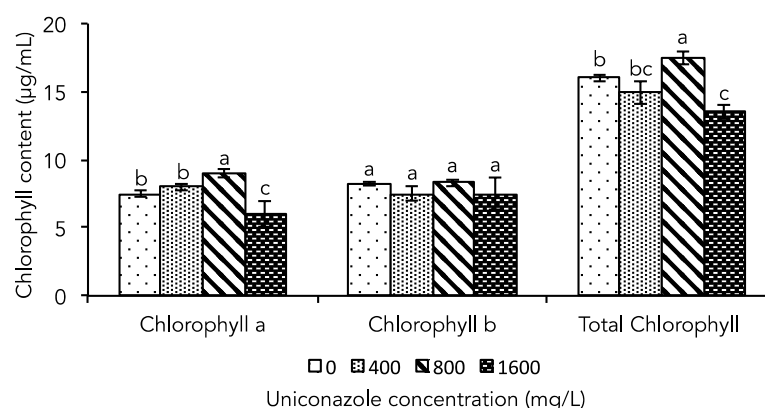 Chlorophyll content (µg/mL)
20
15
10
5
0
b
b
a
c
a
a
a
a
b
bc
a
c
Chlorophyll a
Chlorophyll b
Total Chlorophyll
0 400 800 1600
Uniconazole concentration (mg/L)